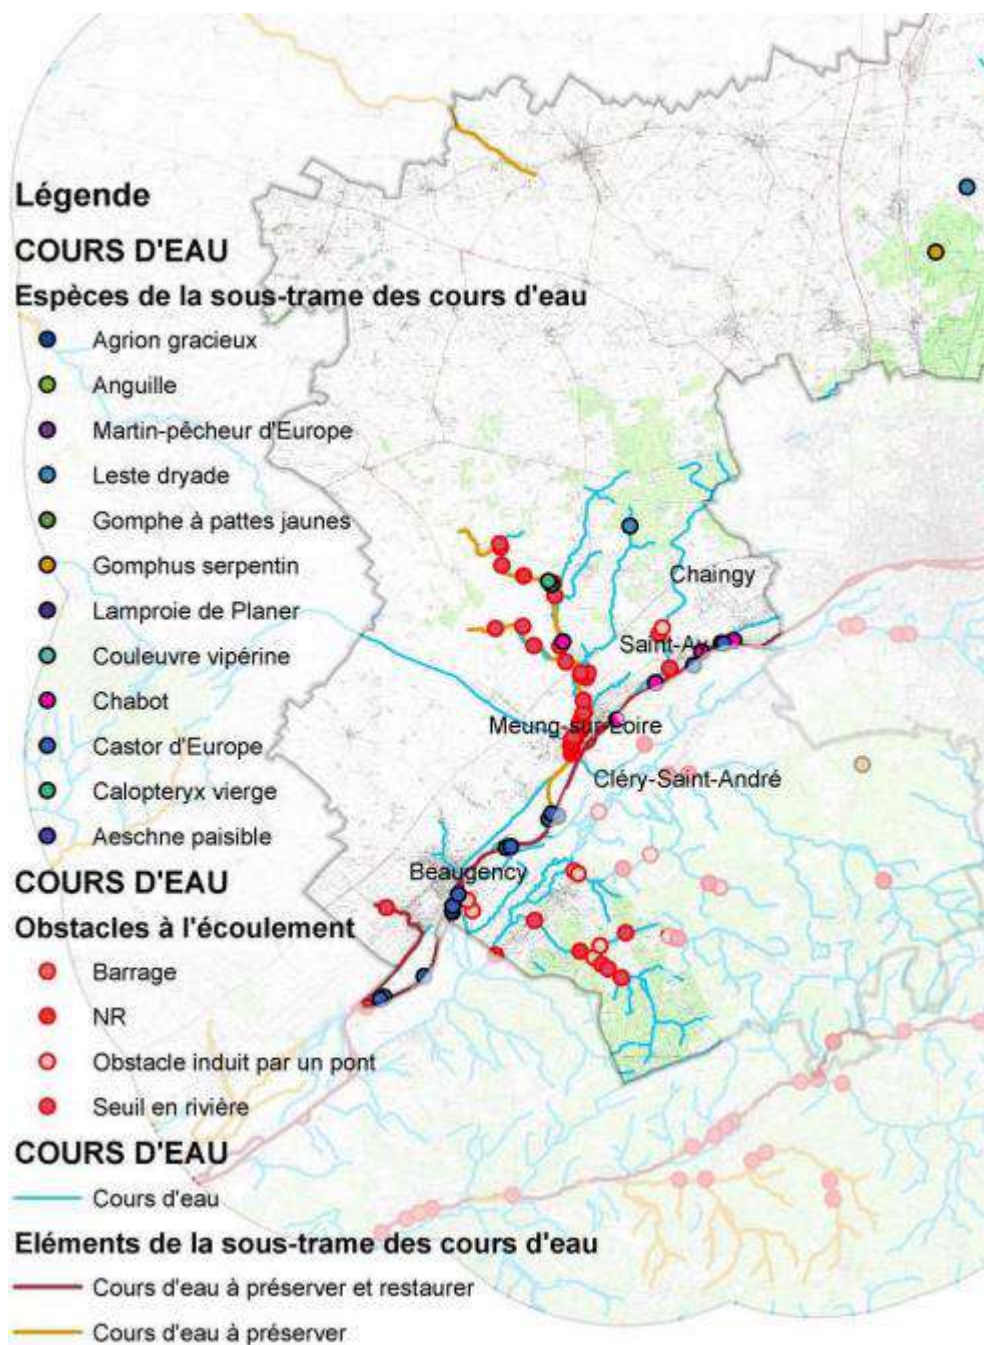 Légende
COURS D'EAU
Espèces de la sous-trame des cours d'eau
Agrion gracieux
Anguille
Martin-pêcheur d'Europe
Leste dryade
Gomphe à pattes jaunes
Gomphus serpentin
Lamproie de Planer
Couleuvre vipérine
Chabot
Castor d'Europe
Calopteryx vierge
Aeschne paisible
COURS D'EAU
Obstacles à l'écoulement
Barrage
NR
Obstacle induit par un pont
Seuil en rivière
COURS D'EAU
Cours d'eau
Eléments de la sous-trame des cours d'eau
Cours d'eau à préserver et restaurer
Cours d'eau à préserver
Chaingy
Saint-Ay
Meung-sur-Loire
Cléry-Saint-André
Beaugency